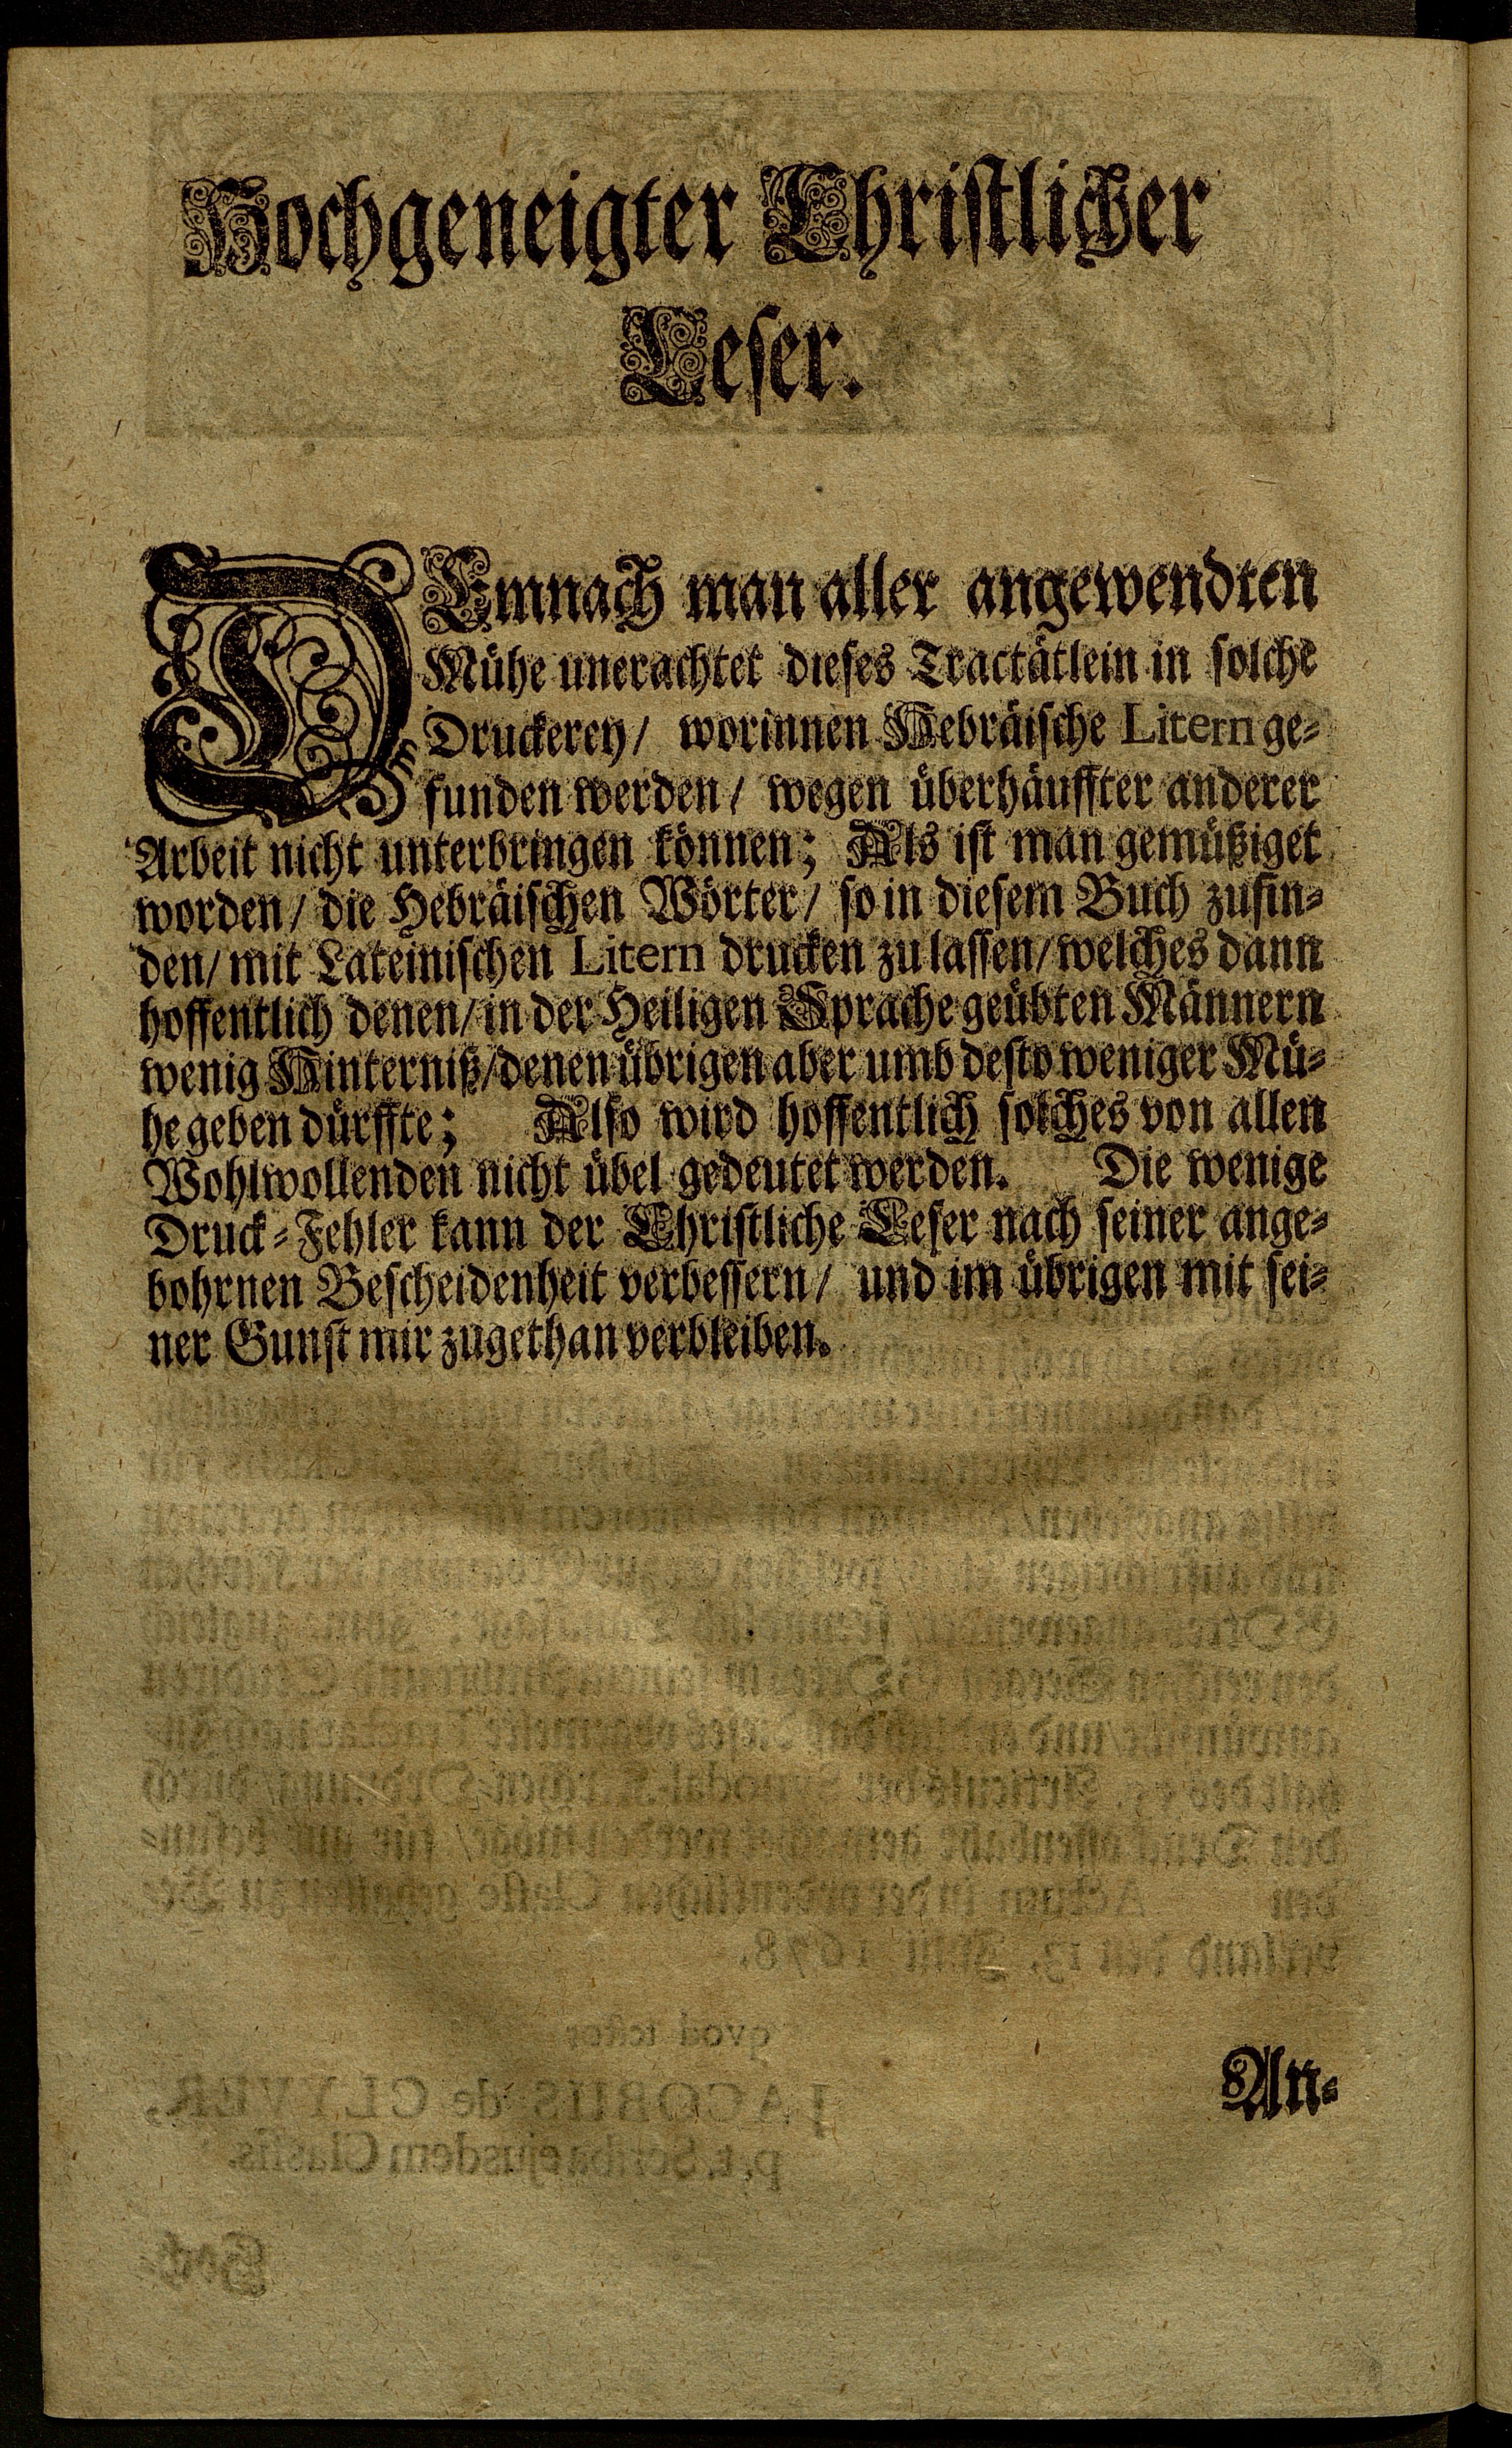 Hochgeneigter Christlicher
Leser.
DEmnach man aller angewendten
Mühe unerachtet dieses Tractätlein in solche
Druckerey/ worinnen Hebräische Litern ge-
funden werden/ wegen überhäuffter anderer
Arbeit nicht unterbringen können; Als ist man gemüßiget
worden/ die Hebräischen Wörter/ so in diesem Buch zufin-
den/ mit Lateinischen Litern drucken zu lassen/ welches dann
hoffentlich denen/ in der Heiligen Sprache geübten Männern
wenig Hinterniß/ denen übrigen aber umb desto weniger Mü-
he geben dürffte; Also wird hoffentlich solches von allen
Wohlwollenden nicht übel gedeutet werden. Die wenige
Druck-Fehler kann der Christliche Leser nach seiner ange-
bohrnen Bescheidenheit verbessern/ und im übrigen mit sei-
ner Gunst mir zugethan verbleiben.
An-